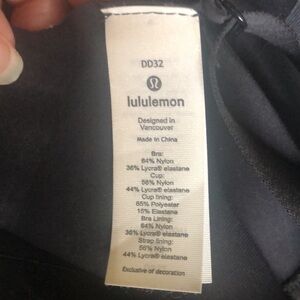 DD32
lululemon
Designed in
Vancouver
Made in China
Bra:
64% Nylon
36% Lycra® elastane
Cup:
56% Nylon
44% Lycra® elastane
Cup lining:
85% Polyester
15% Elastane
Bra Lining:
64% Nylon
36% Lycra® elastane
Strap lining:
56% Nylon
44% Lycra® elastane
Exclusive of decoration